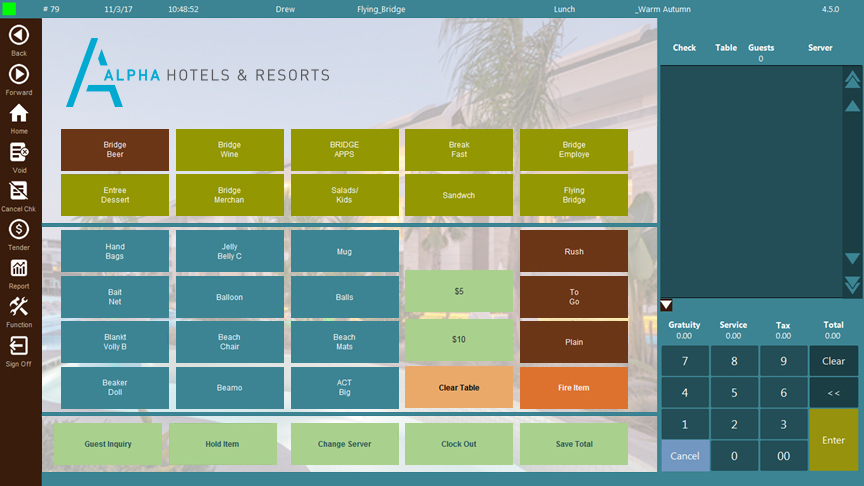 # 79 11/3/17 10:48:52 Drew Flying_Bridge Lunch _Warm Autumn 4.5.0
Back
Forward
Home
Void
Cancel Chk
Tender
Report
Function
Sign Off
ALPHA HOTELS & RESORTS
Bridge
Beer
Bridge
Wine
BRIDGE
APPS
Break
Fast
Bridge
Employe
Entree
Dessert
Bridge
Merchan
Salads/
Kids
Sandwch
Flying
Bridge
Hand
Bags
Jelly
Belly C
Mug
Rush
Bait
Net
Balloon
Balls
$5
To
Go
Blankt
Volly B
Beach
Chair
Beach
Mats
$10
Plain
Beaker
Doll
Beamo
ACT
Big
Clear Table
Fire Item
Guest Inquiry
Hold Item
Change Server
Clock Out
Save Total
Check Table Guests Server
0
Gratuity Service Tax Total
0.00 0.00 0.00 0.00
7 8 9 Clear
4 5 6 <<
1 2 3 Enter
Cancel 0 00